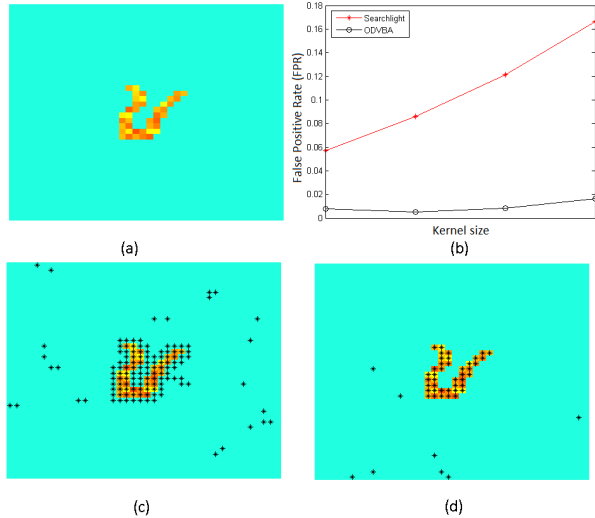 0.18
0.16
0.14
0.12
0.1
0.08
0.06
0.04
0.02
0
False Positive Rate (FPR)
Searchlight
ODVBA
Kernel size
(a)
(b)
(c)
(d)